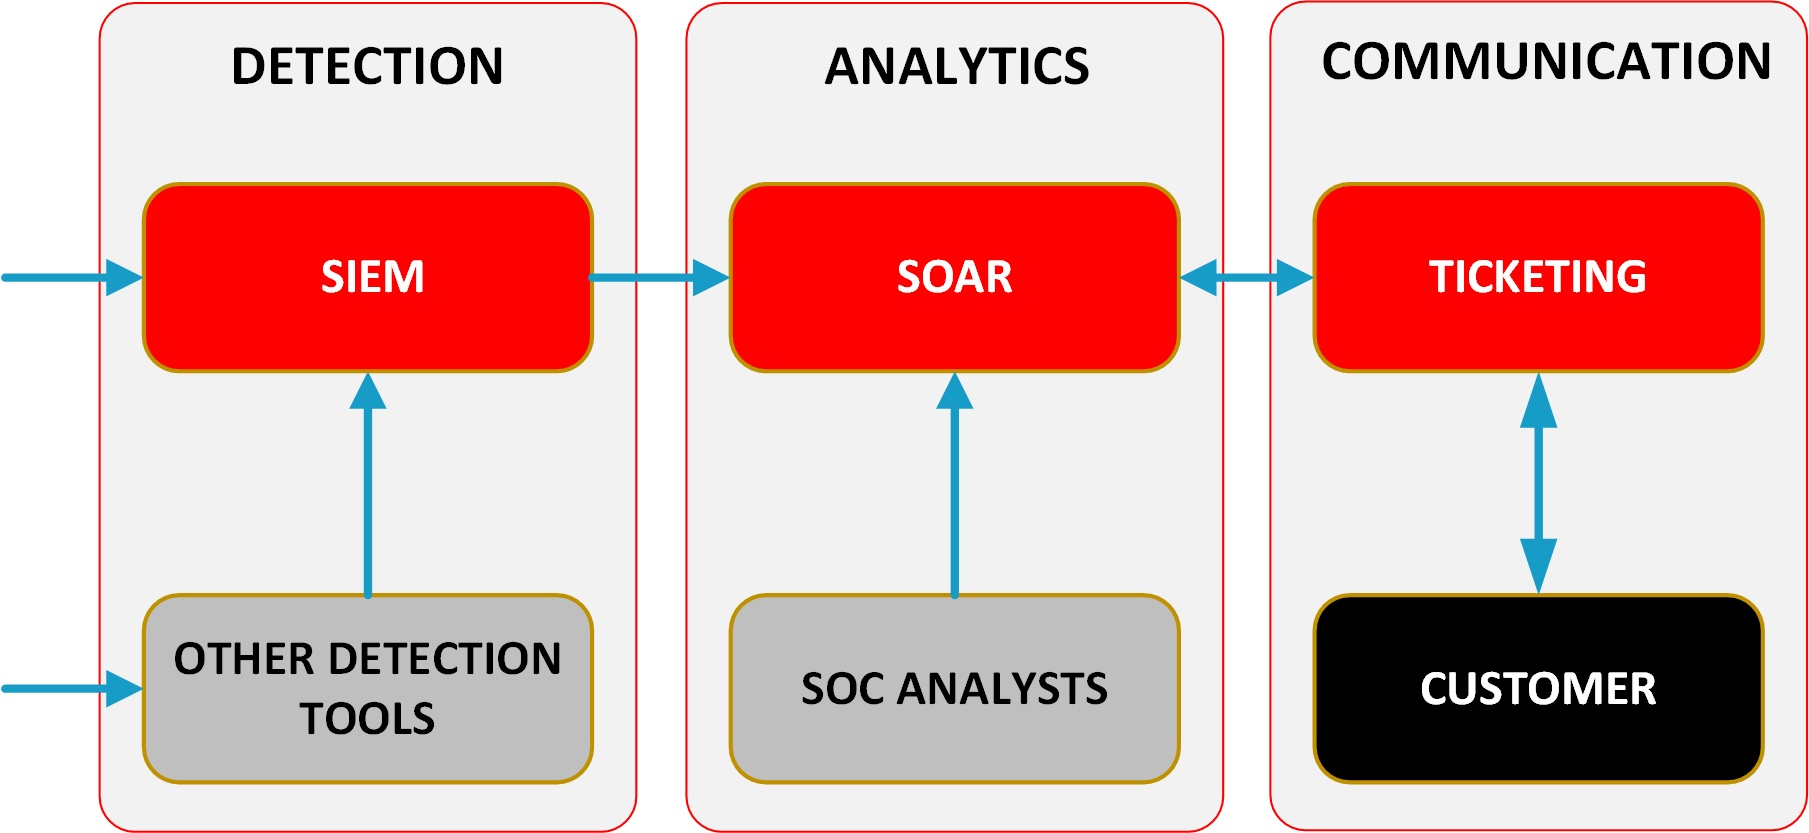 DETECTION
ANALYTICS
COMMUNICATION
SIEM
SOAR
TICKETING
OTHER DETECTION
TOOLS
SOC ANALYSTS
CUSTOMER